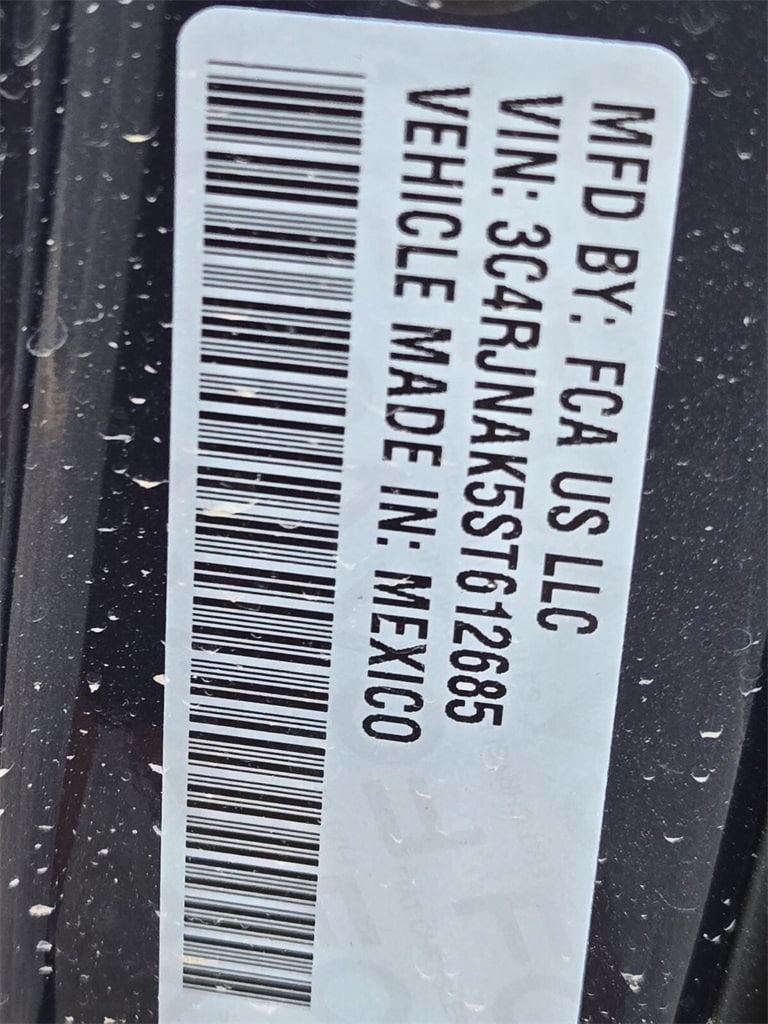 MFD BY: FCA US LLC
VIN: 3C4RJNAK5ST612685
VEHICLE MADE IN: MEXICO